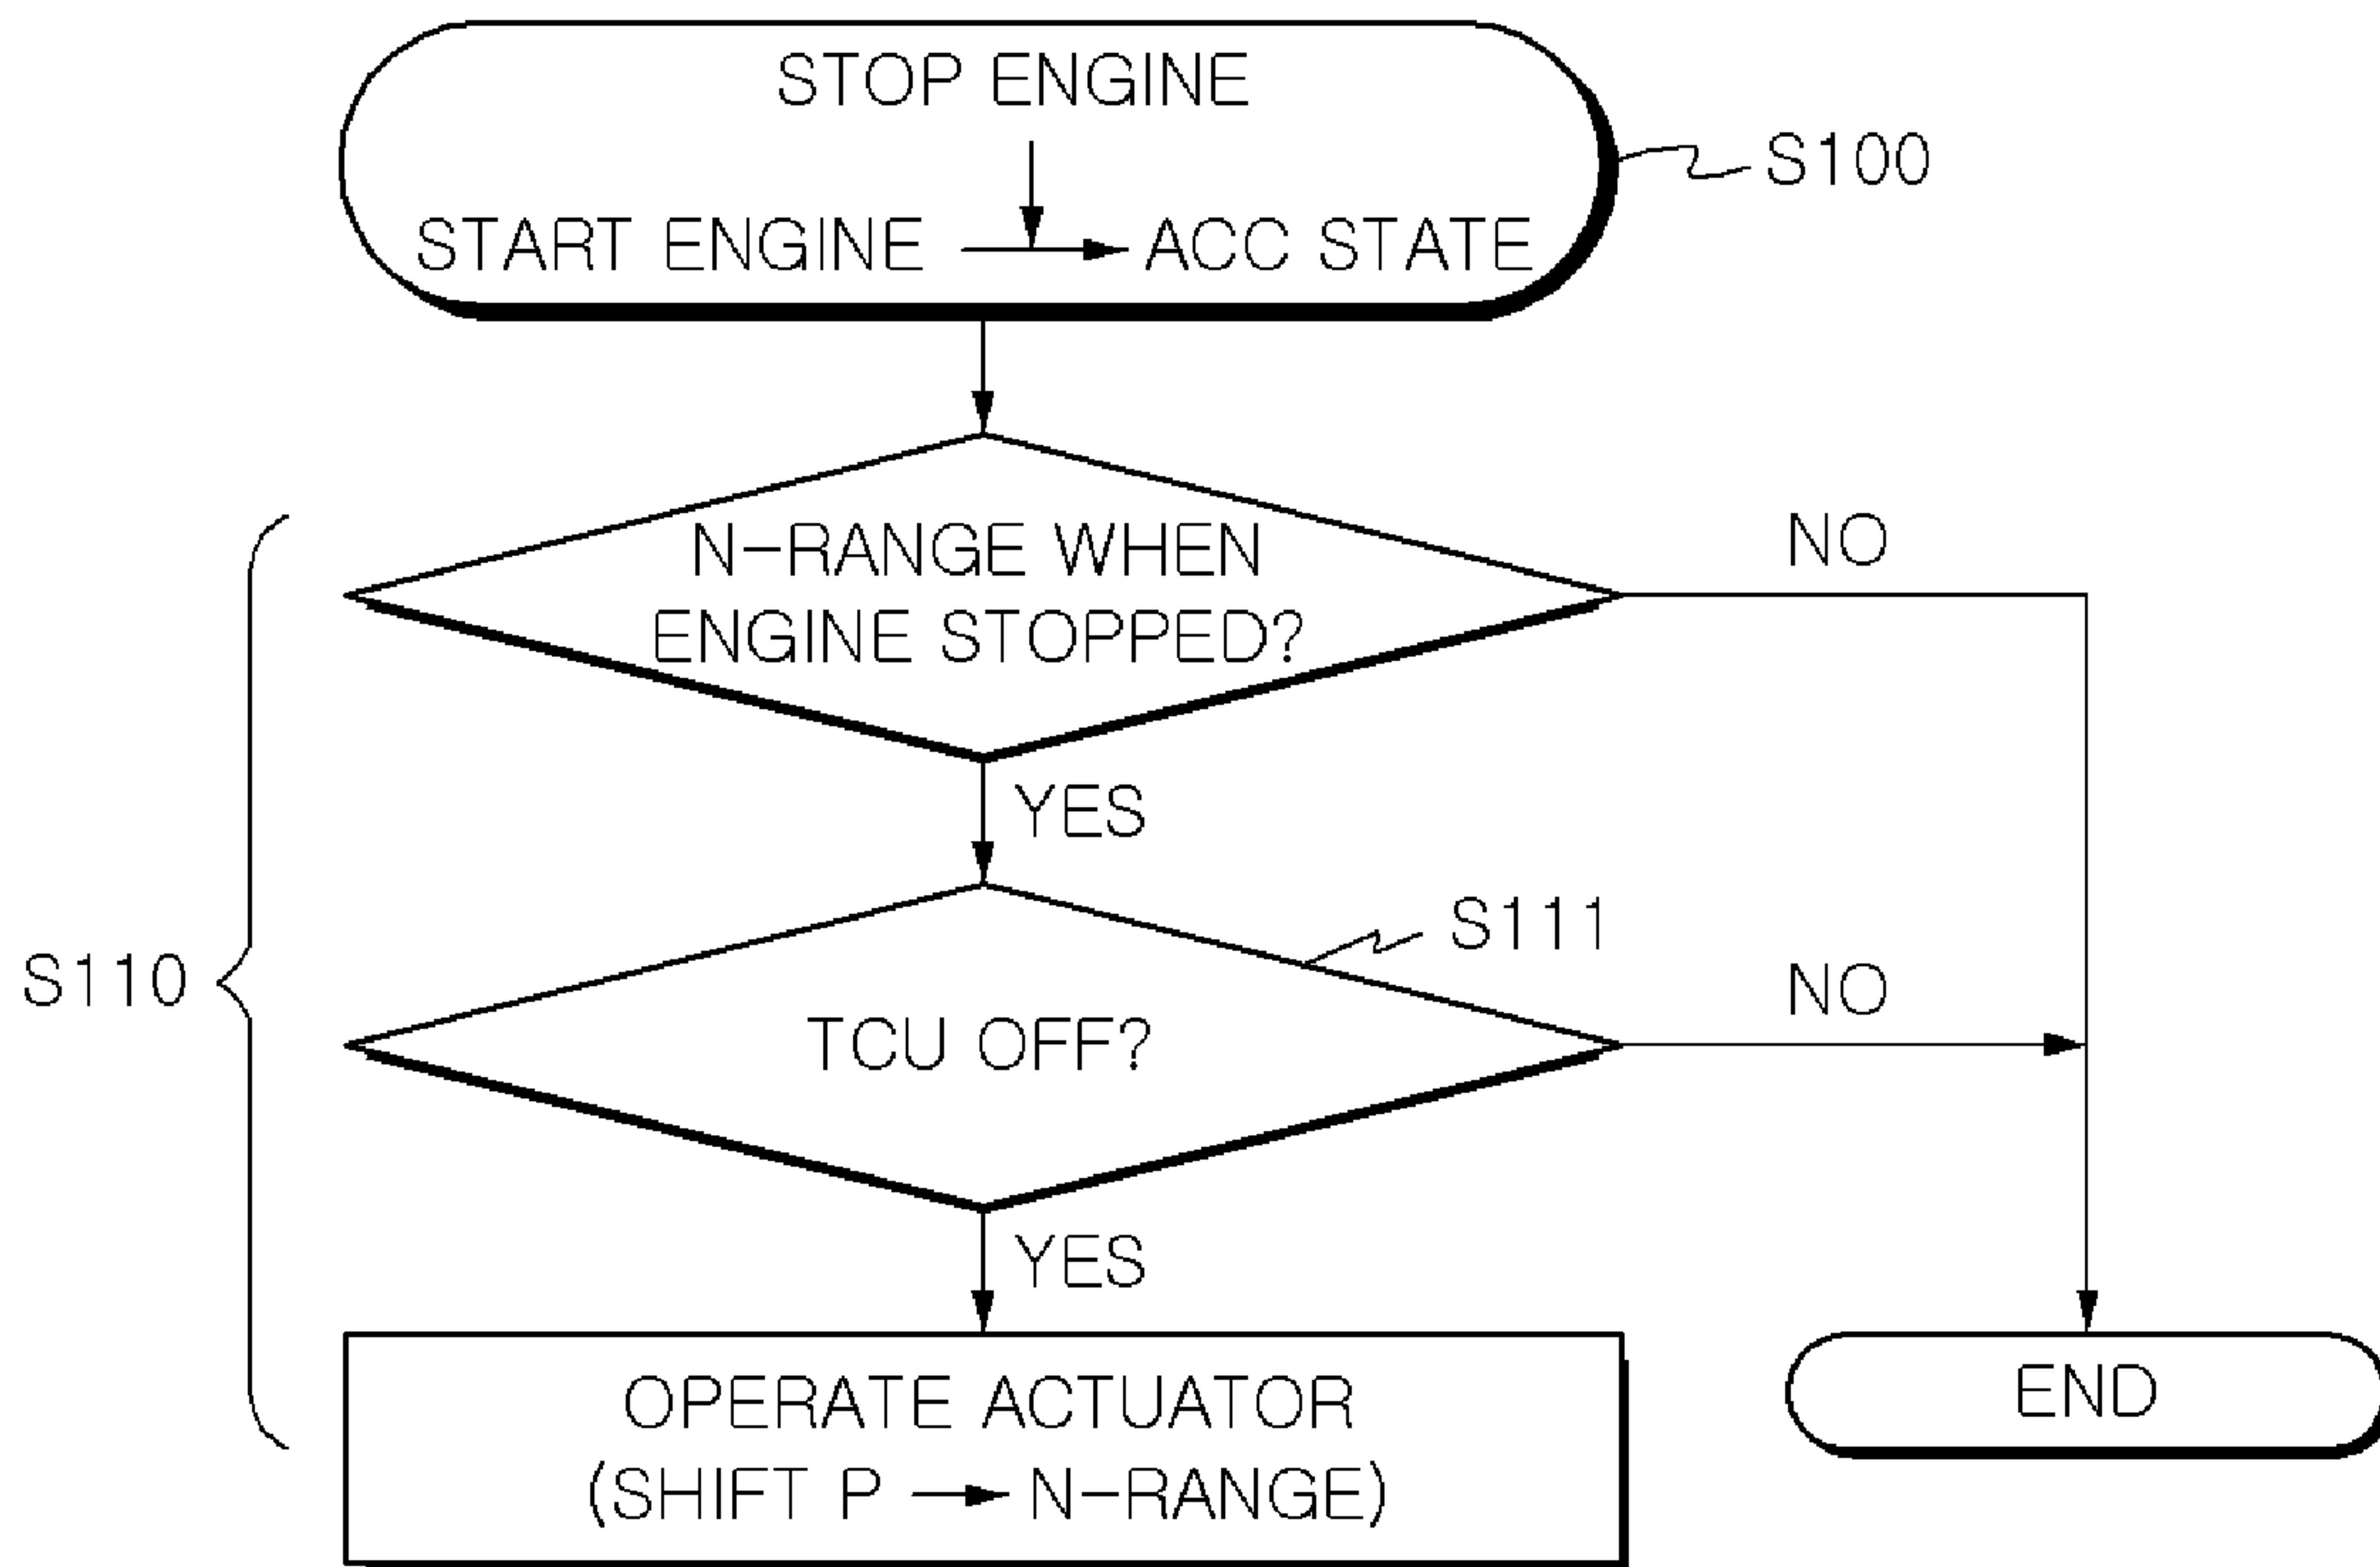 STOP ENGINE
START ENGINE → ACC STATE
S100
N-RANGE WHEN
ENGINE STOPPED?
NO
YES
S111
S110
TCU OFF?
NO
YES
OPERATE ACTUATOR
(SHIFT P → N-RANGE)
END